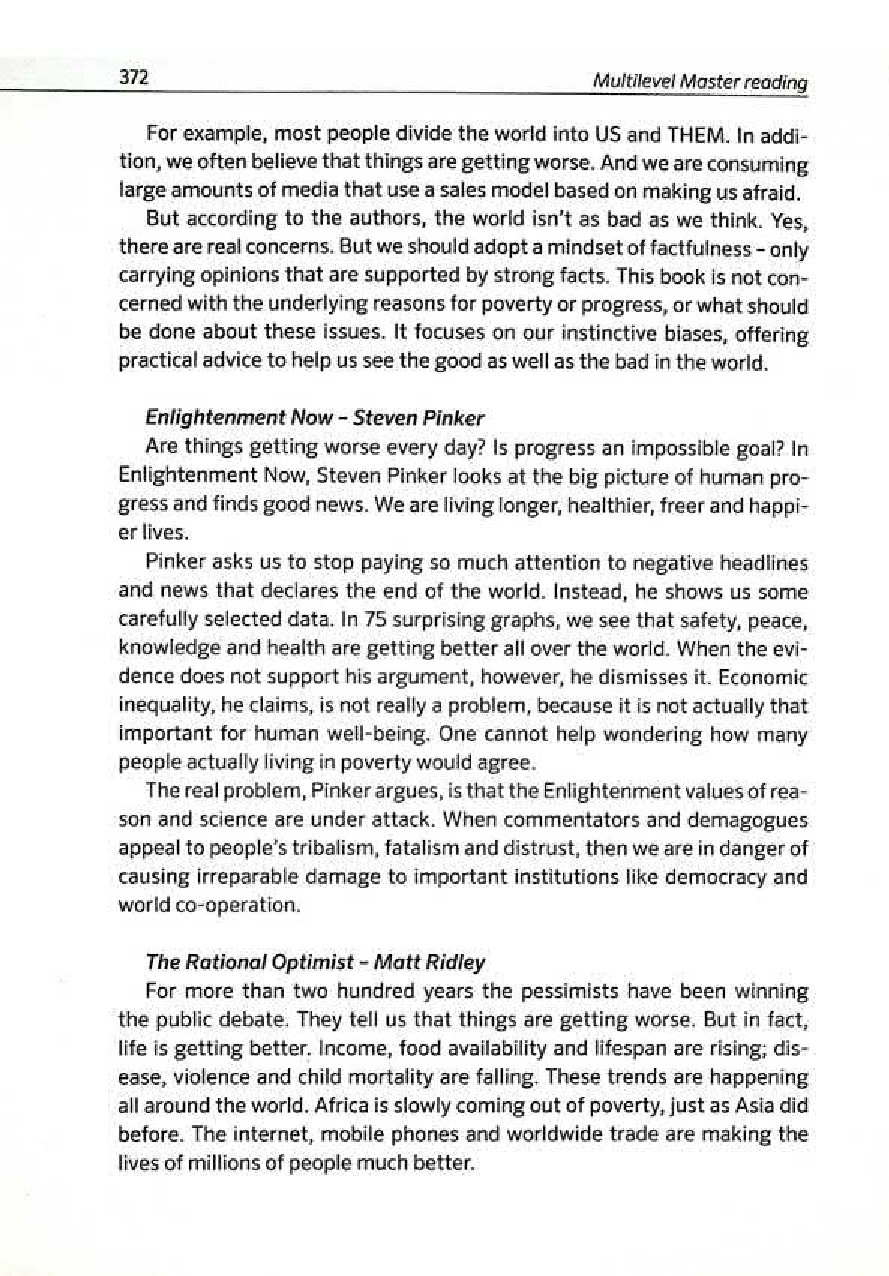 372
Multilevel Master reading
For example, most people divide the world into US and THEM. In addi-
tion, we often believe that things are getting worse. And we are consuming
large amounts of media that use a sales model based on making us afraid.
But according to the authors, the world isn't as bad as we think. Yes,
there are real concerns. But we should adopt a mindset of factfulness – only
carrying opinions that are supported by strong facts. This book is not con-
cerned with the underlying reasons for poverty or progress, or what should
be done about these issues. It focuses on our instinctive biases, offering
practical advice to help us see the good as well as the bad in the world.
Enlightenment Now – Steven Pinker
Are things getting worse every day? Is progress an impossible goal? In
Enlightenment Now, Steven Pinker looks at the big picture of human pro-
gress and finds good news. We are living longer, healthier, freer and happi-
er lives.
Pinker asks us to stop paying so much attention to negative headlines
and news that declares the end of the world. Instead, he shows us some
carefully selected data. In 75 surprising graphs, we see that safety, peace,
knowledge and health are getting better all over the world. When the evi-
dence does not support his argument, however, he dismisses it. Economic
inequality, he claims, is not really a problem, because it is not actually that
important for human well-being. One cannot help wondering how many
people actually living in poverty would agree.
The real problem, Pinker argues, is that the Enlightenment values of rea-
son and science are under attack. When commentators and demagogues
appeal to people's tribalism, fatalism and distrust, then we are in danger of
causing irreparable damage to important institutions like democracy and
world co-operation.
The Rational Optimist – Matt Ridley
For more than two hundred years the pessimists have been winning
the public debate. They tell us that things are getting worse. But in fact,
life is getting better. Income, food availability and lifespan are rising; dis-
ease, violence and child mortality are falling. These trends are happening
all around the world. Africa is slowly coming out of poverty, just as Asia did
before. The internet, mobile phones and worldwide trade are making the
lives of millions of people much better.